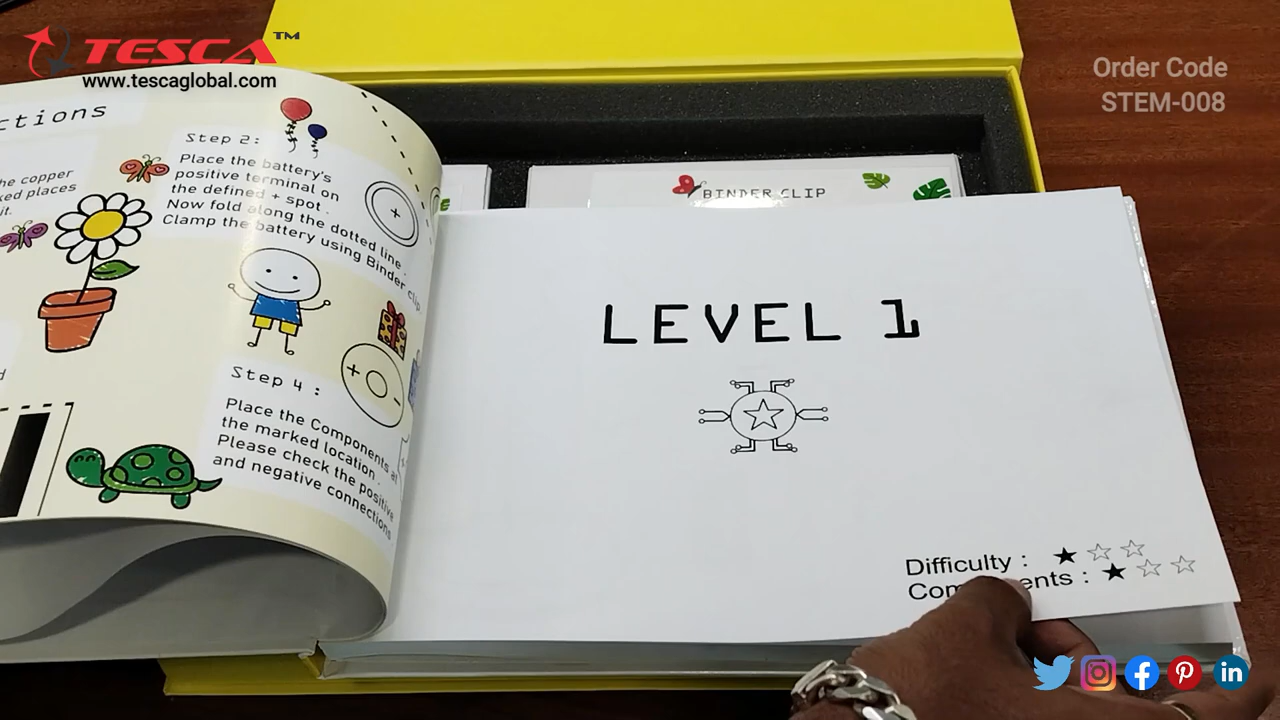 TESCA™
www.tescaglobal.com
Order Code
STEM-008
ctions
he copper
ked places
it.
Step 2:
Place the battery's
positive terminal on
the defined + spot.
Now fold along the dotted line.
Clamp the battery using Binder clip.
+
Step 4 :
+ -
Place the Components at
the marked location.
Please check the positive
and negative connections
d
BINDER CLIP
LEVEL 1
Difficulty : ★ ☆ ☆
Com ents : ★ ☆ ☆